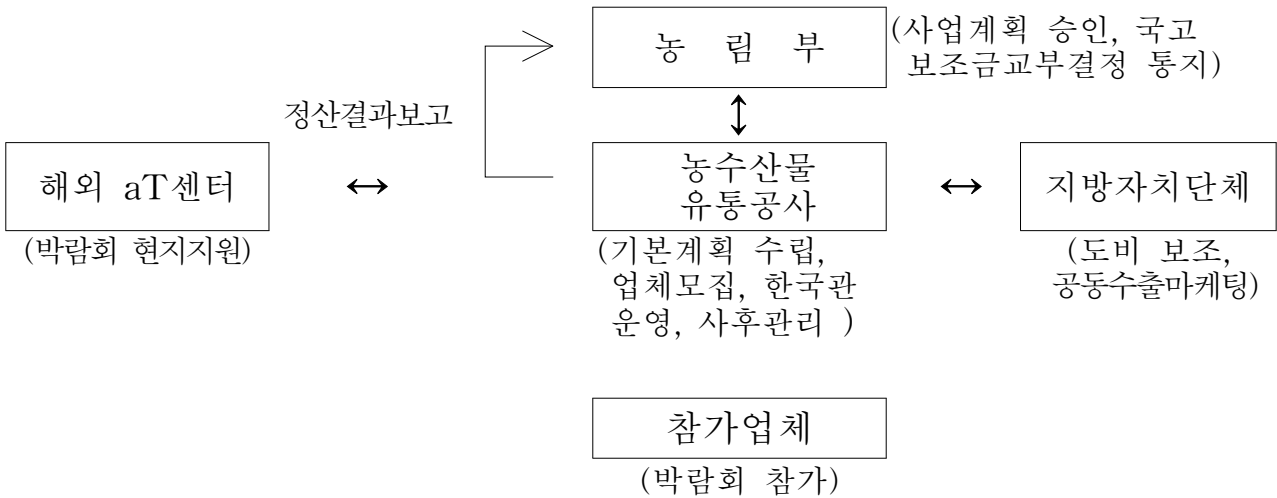 농 림 부
(사업계획 승인, 국고
보조금교부결정 통지)
정산결과보고
해외 aT센터
(박람회 현지지원)
농수산물
유통공사
(기본계획 수립,
업체모집, 한국관
운영, 사후관리 )
지방자치단체
(도비 보조,
공동수출마케팅)
참가업체
(박람회 참가)